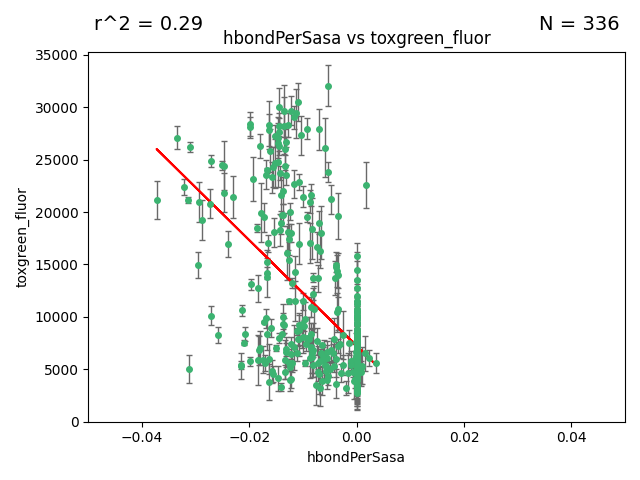 r^2 = 0.29
N = 336
hbondPerSasa vs toxgreen_fluor
35000
30000
25000
20000
15000
10000
5000
0
toxgreen_fluor
−0.04
−0.02
0.00
0.02
0.04
hbondPerSasa